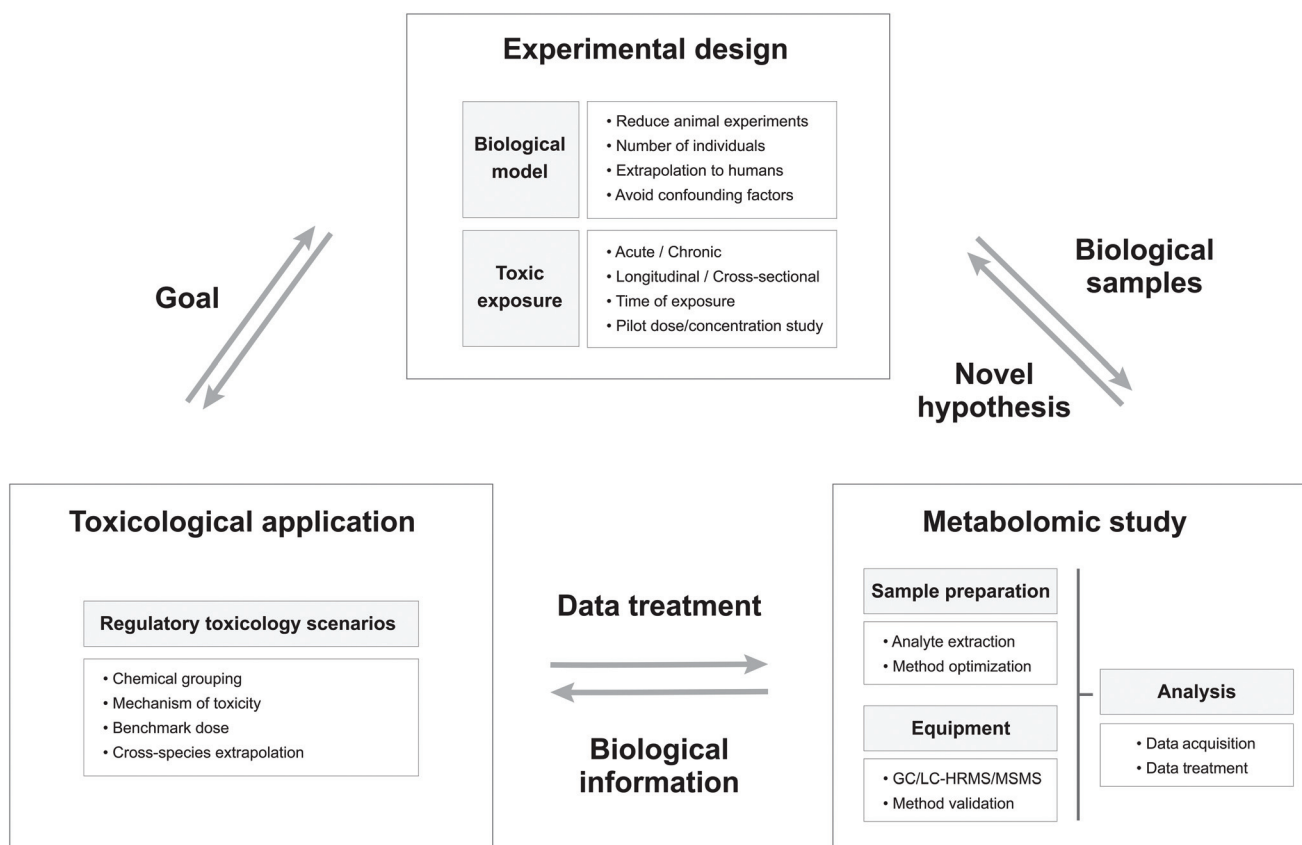 Experimental design
Biological
model
• Reduce animal experiments
• Number of individuals
• Extrapolation to humans
• Avoid confounding factors
Toxic
exposure
• Acute / Chronic
• Longitudinal / Cross-sectional
• Time of exposure
• Pilot dose/concentration study
Goal
Biological
samples
Novel
hypothesis
Toxicological application
Regulatory toxicology scenarios
• Chemical grouping
• Mechanism of toxicity
• Benchmark dose
• Cross-species extrapolation
Data treatment
Biological
information
Metabolomic study
Sample preparation
• Analyte extraction
• Method optimization
Equipment
• GC/LC-HRMS/MSMS
• Method validation
Analysis
• Data acquisition
• Data treatment